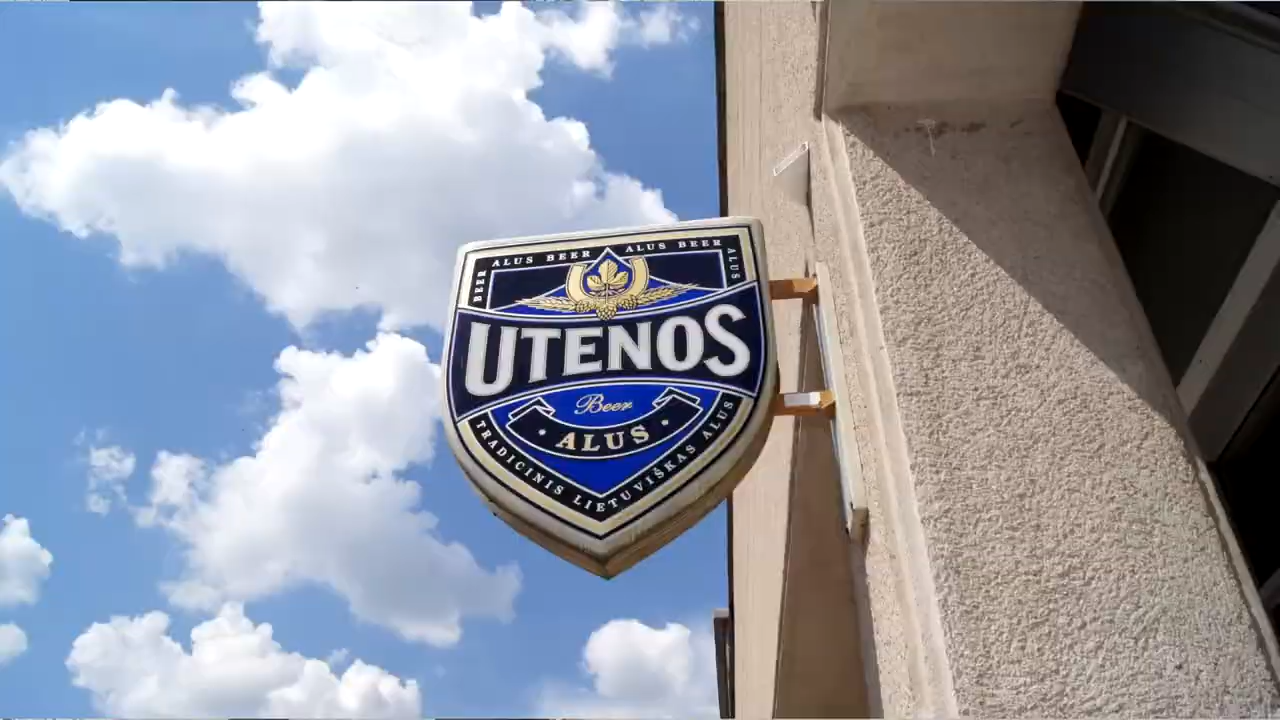 BEER ALUS BEER ALUS BEER ALUS
UTENOS
Beer
· ALUS ·
TRADICINIS LIETUVIŠKAS ALUS